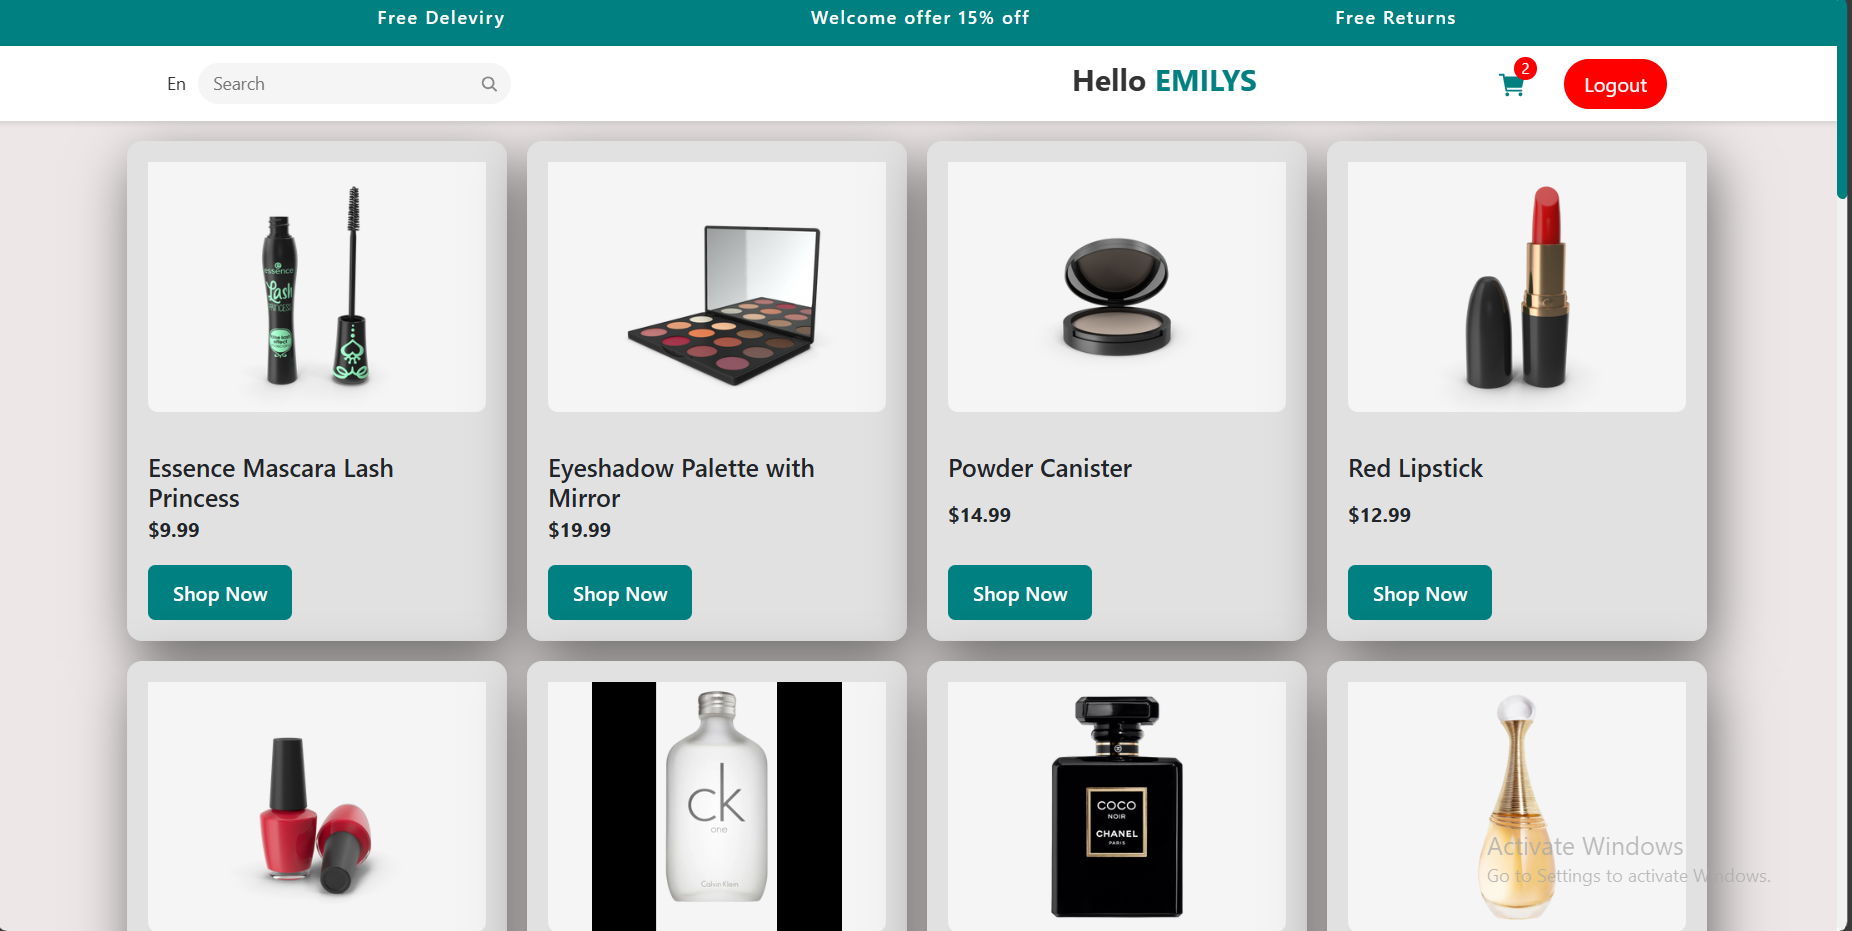 Free Deleviry
Welcome offer 15% off
Free Returns
En
Search
Hello EMILYS
2
Logout
essence
Lash
PRINCESS
Essence Mascara Lash
Princess
$9.99
Shop Now
Eyeshadow Palette with
Mirror
$19.99
Shop Now
Powder Canister
$14.99
Shop Now
Red Lipstick
$12.99
Shop Now
ck
one
Calvin Klein
COCO
NOIR
CHANEL
PARIS
Activate Windows
Go to Settings to activate Windows.